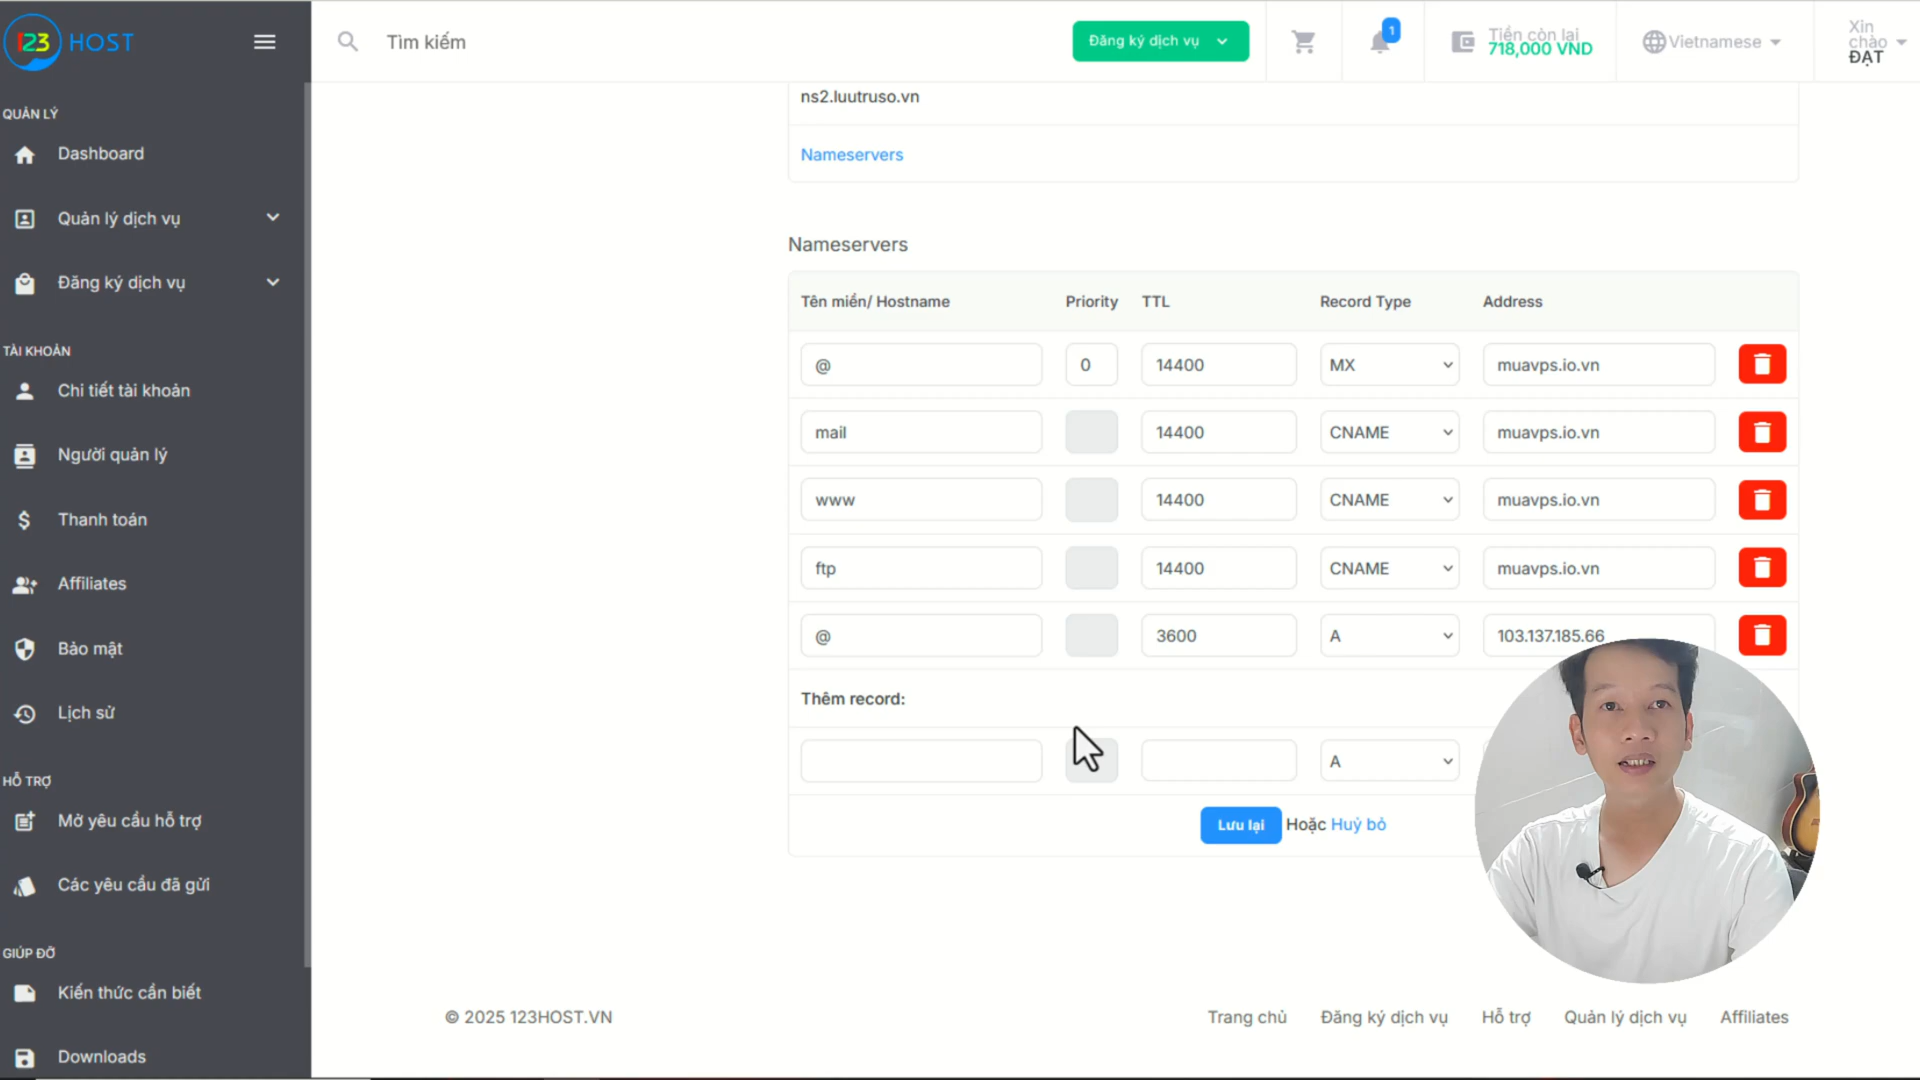 123 HOST
Tìm kiếm
Đăng ký dịch vụ
1
Tiền còn lại
718,000 VND
Vietnamese
Xin
chào
ĐẠT
QUẢN LÝ
Dashboard
Quản lý dịch vụ
Đăng ký dịch vụ
TÀI KHOẢN
Chi tiết tài khoản
Người quản lý
Thanh toán
Affiliates
Bảo mật
Lịch sử
HỖ TRỢ
Mở yêu cầu hỗ trợ
Các yêu cầu đã gửi
GIÚP ĐỠ
Kiến thức cần biết
Downloads
ns2.luutruso.vn
Nameservers
Nameservers
Tên miền/ Hostname Priority TTL Record Type Address
@ 0 14400 MX muavps.io.vn
mail 14400 CNAME muavps.io.vn
www 14400 CNAME muavps.io.vn
ftp 14400 CNAME muavps.io.vn
@ 3600 A 103.137.185.66
Thêm record:
A
Lưu lại Hoặc Huỷ bỏ
© 2025 123HOST.VN
Trang chủ Đăng ký dịch vụ Hỗ trợ Quản lý dịch vụ Affiliates